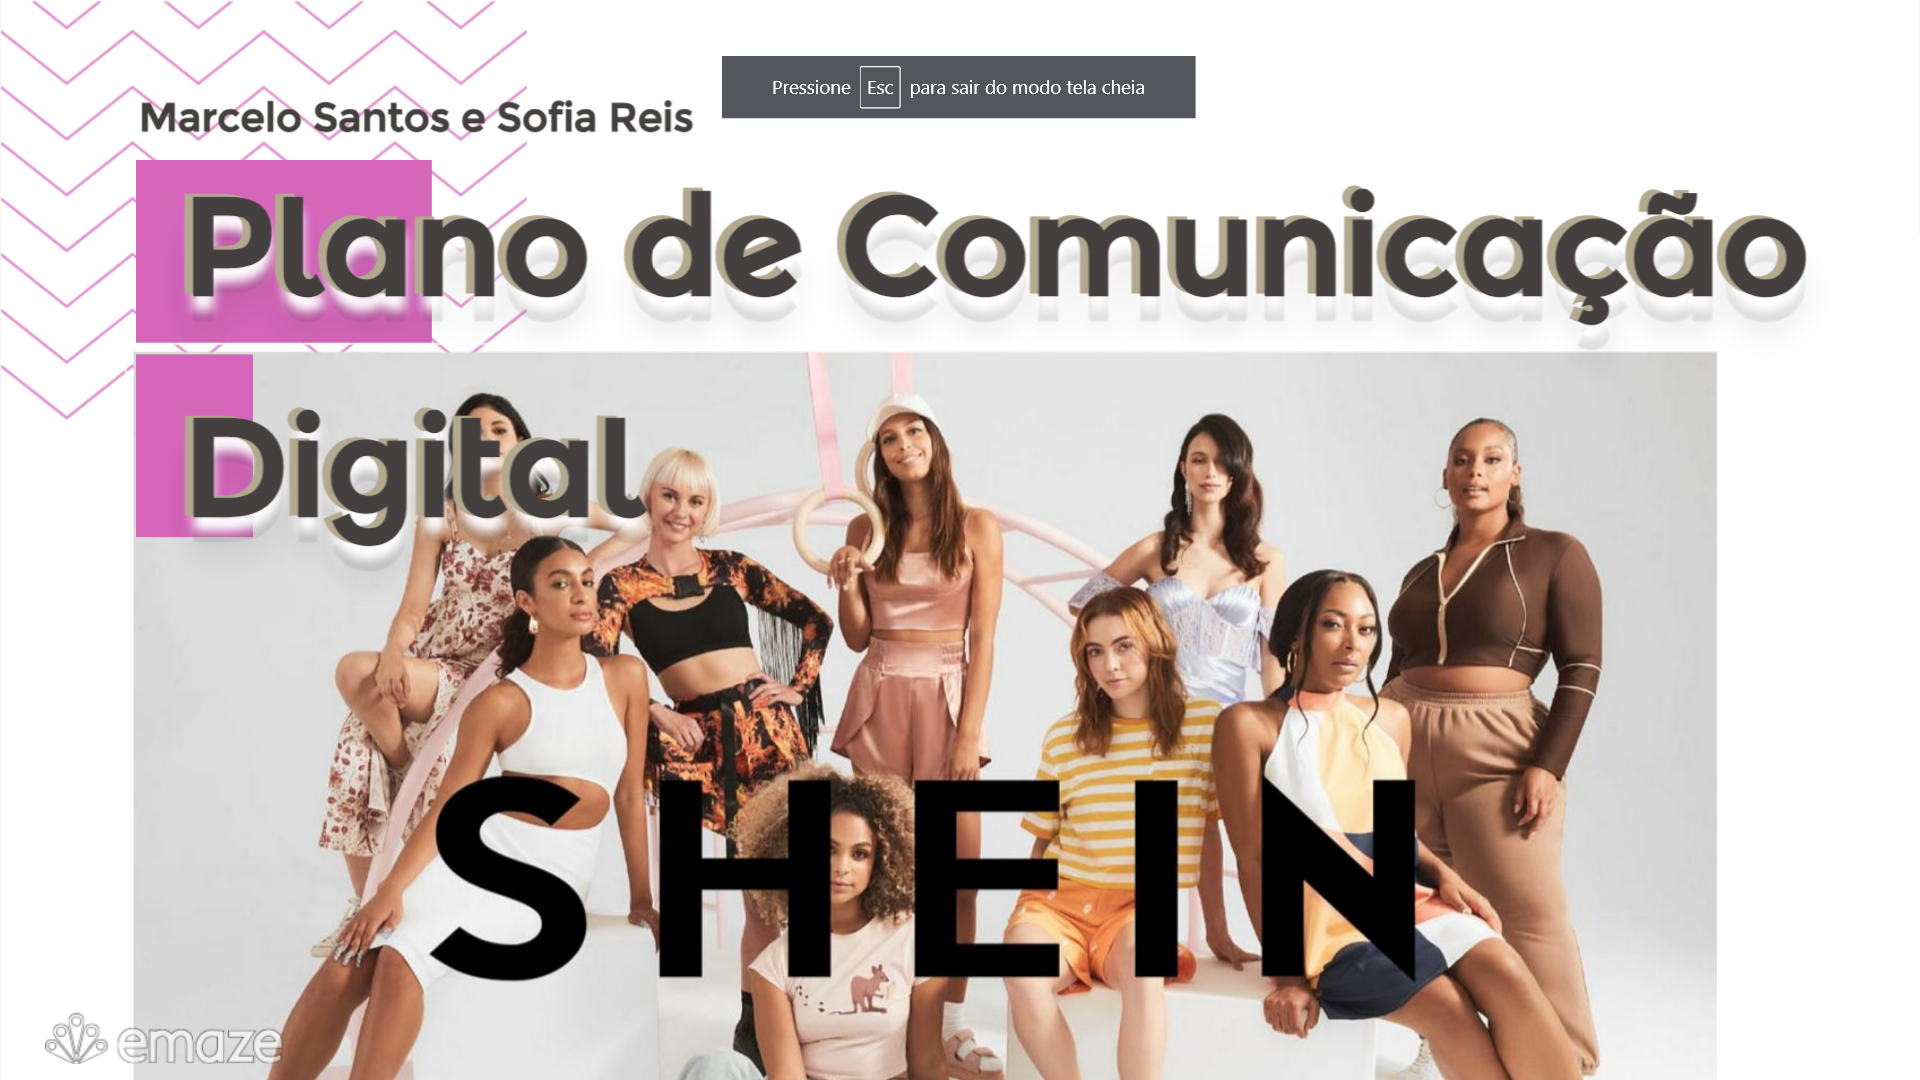 Pressione Esc para sair do modo tela cheia
Marcelo Santos e Sofia Reis
Plano de Comunicação
Digital
SHEIN
emaze